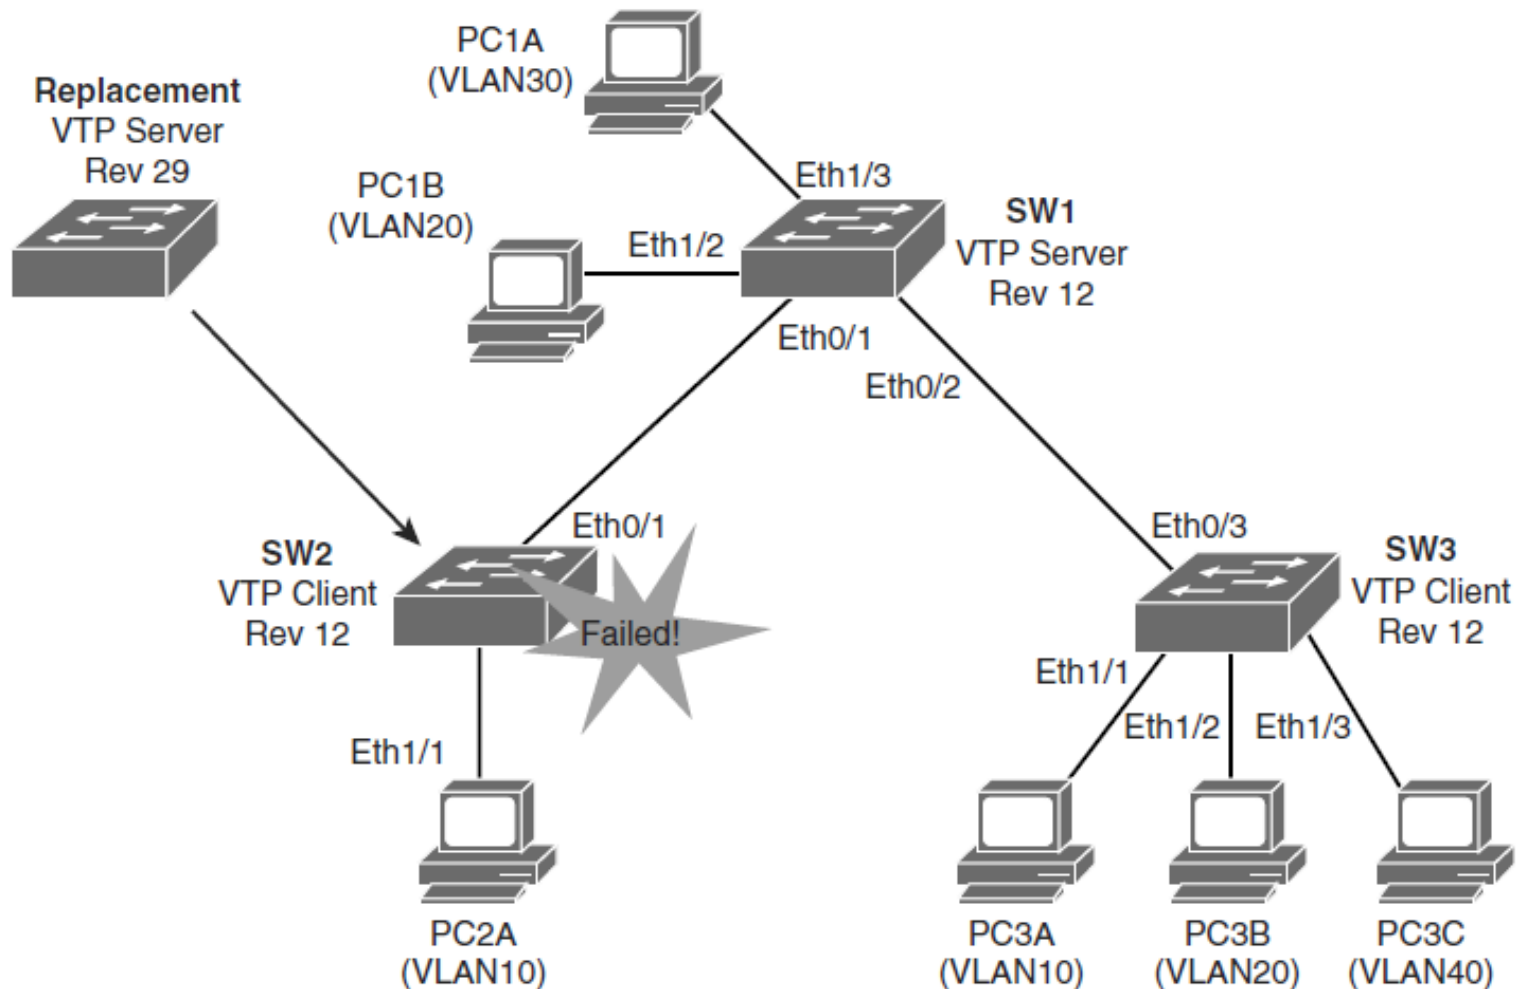 PC1A
(VLAN30)
Replacement
VTP Server
Rev 29
PC1B
(VLAN20)
Eth1/3
Eth1/2
SW1
VTP Server
Rev 12
Eth0/1
Eth0/2
Eth0/1
SW2
VTP Client
Rev 12
Failed!
Eth0/3
SW3
VTP Client
Rev 12
Eth1/1
Eth1/1
Eth1/2
Eth1/3
PC2A
(VLAN10)
PC3A
(VLAN10)
PC3B
(VLAN20)
PC3C
(VLAN40)